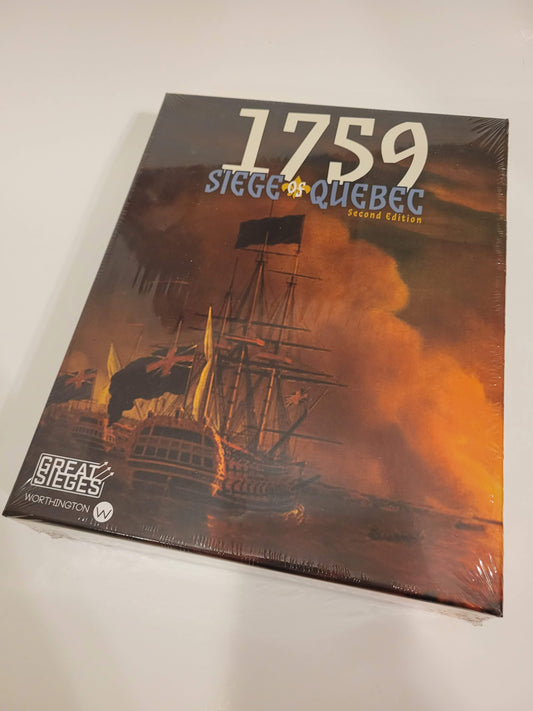 1759
SIEGE of QUEBEC
Second Edition
GREAT
SIEGES
WORTHINGTON W